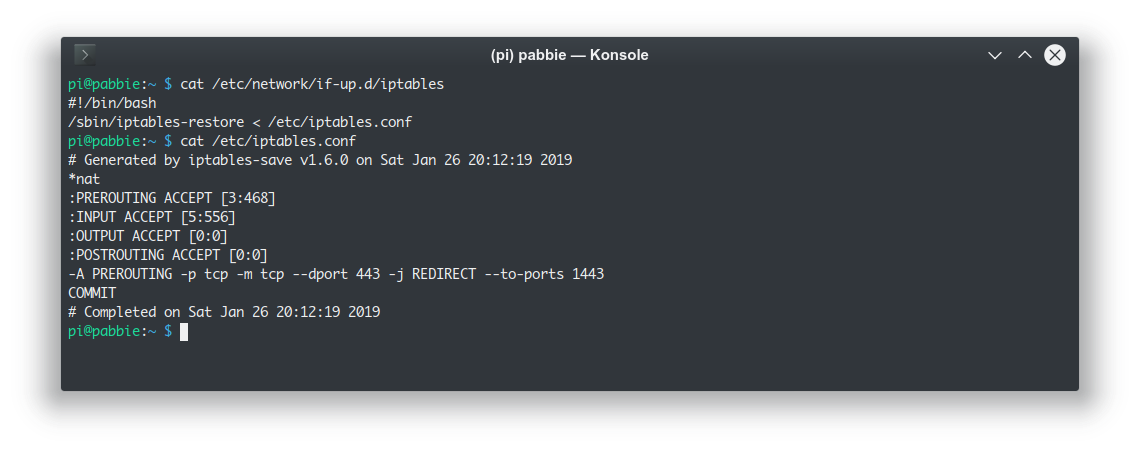 (pi) pabbie — Konsole
pi@pabbie:~ $ cat /etc/network/if-up.d/iptables
#!/bin/bash
/sbin/iptables-restore < /etc/iptables.conf
pi@pabbie:~ $ cat /etc/iptables.conf
# Generated by iptables-save v1.6.0 on Sat Jan 26 20:12:19 2019
*nat
:PREROUTING ACCEPT [3:468]
:INPUT ACCEPT [5:556]
:OUTPUT ACCEPT [0:0]
:POSTROUTING ACCEPT [0:0]
-A PREROUTING -p tcp -m tcp --dport 443 -j REDIRECT --to-ports 1443
COMMIT
# Completed on Sat Jan 26 20:12:19 2019
pi@pabbie:~ $